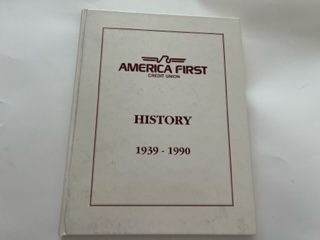 AMERICA FIRST
CREDIT UNION
HISTORY
1939 - 1990